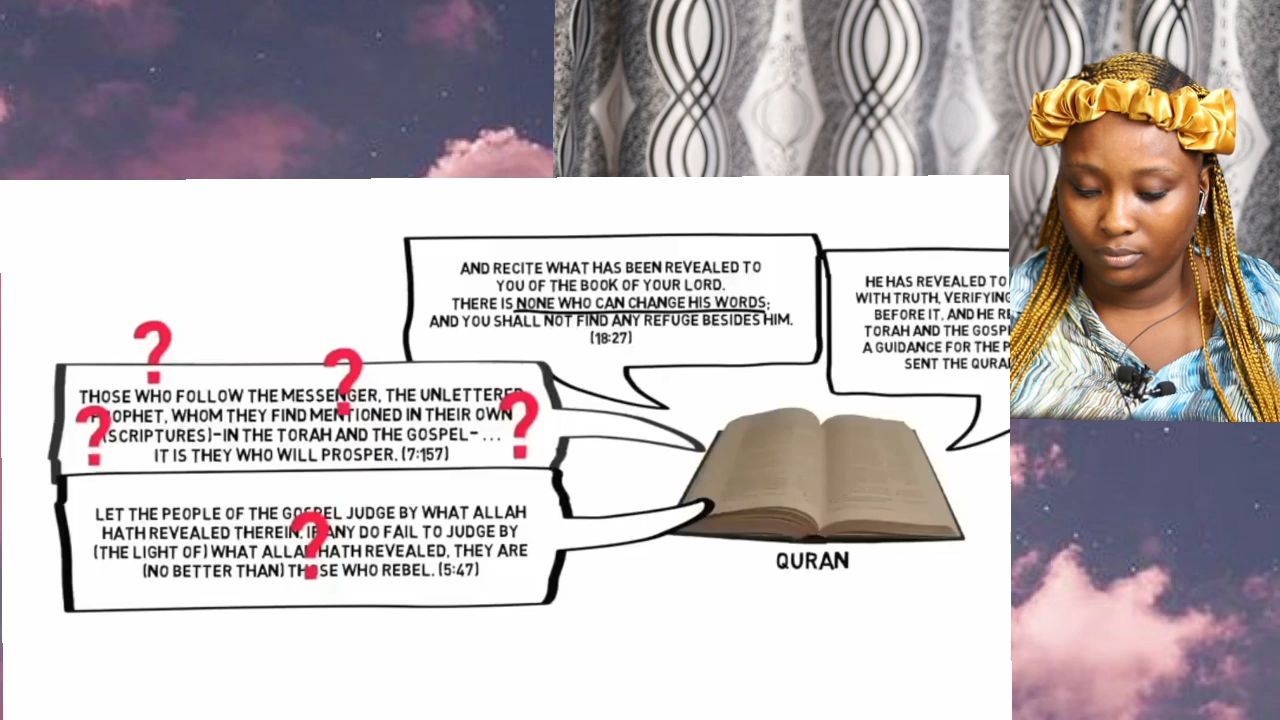 AND RECITE WHAT HAS BEEN REVEALED TO
YOU OF THE BOOK OF YOUR LORD.
THERE IS NONE WHO CAN CHANGE HIS WORDS;
AND YOU SHALL NOT FIND ANY REFUGE BESIDES HIM.
(18:27)
HE HAS REVEALED TO
WITH TRUTH, VERIFYING
BEFORE IT, AND HE RE
TORAH AND THE GOSP
A GUIDANCE FOR THE P
SENT THE QURA
THOSE WHO FOLLOW THE MESSENGER, THE UNLETTERED
PROPHET, WHOM THEY FIND MENTIONED IN THEIR OWN
(SCRIPTURES)-IN THE TORAH AND THE GOSPEL- ...
IT IS THEY WHO WILL PROSPER. (7:157)
LET THE PEOPLE OF THE GOSPEL JUDGE BY WHAT ALLAH
HATH REVEALED THEREIN. IF ANY DO FAIL TO JUDGE BY
(THE LIGHT OF) WHAT ALLAH HATH REVEALED, THEY ARE
(NO BETTER THAN) THOSE WHO REBEL. (5:47)
? ? ? ? ?
QURAN